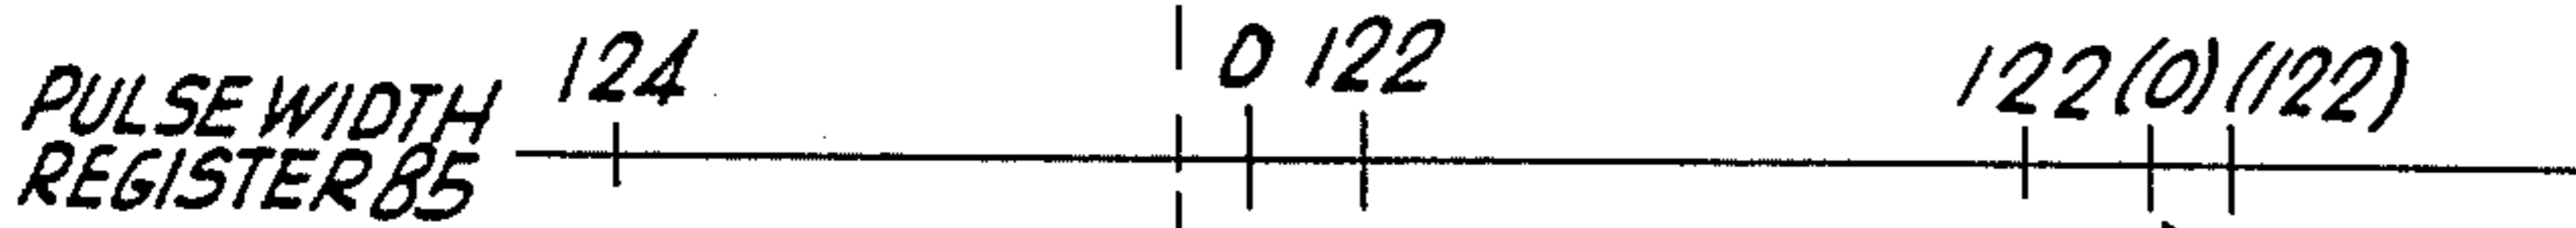 124
0 122
122 (0) (122)
PULSE WIDTH
REGISTER 85